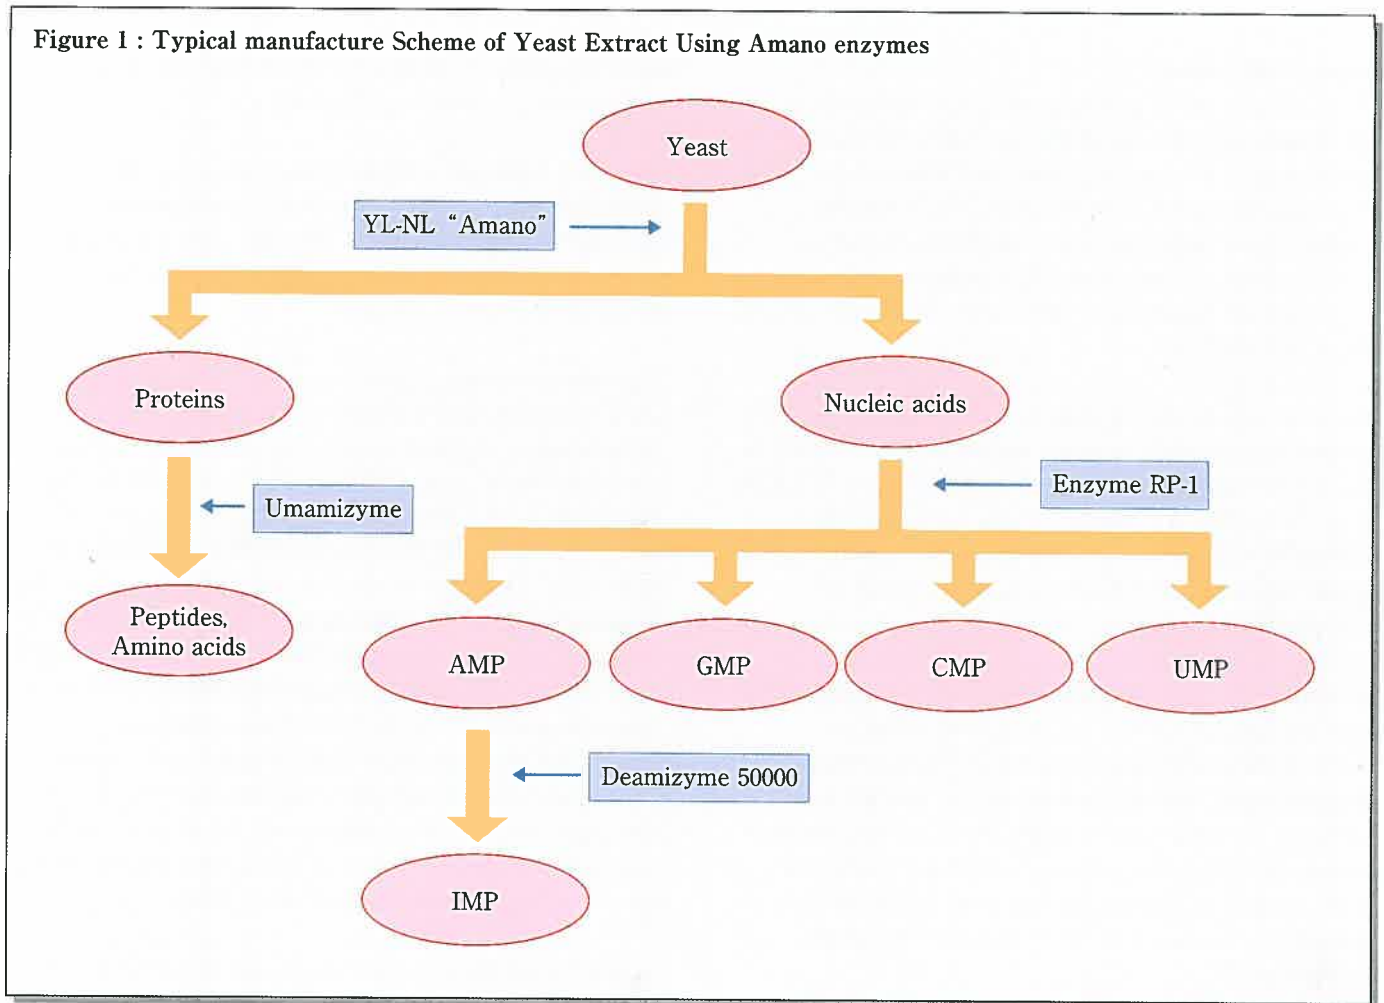 Figure 1 : Typical manufacture Scheme of Yeast Extract Using Amano enzymes
Yeast
YL-NL “Amano”
Proteins
Nucleic acids
Enzyme RP-1
Umamizyme
Peptides,
Amino acids
AMP
GMP
CMP
UMP
Deamizyme 50000
IMP